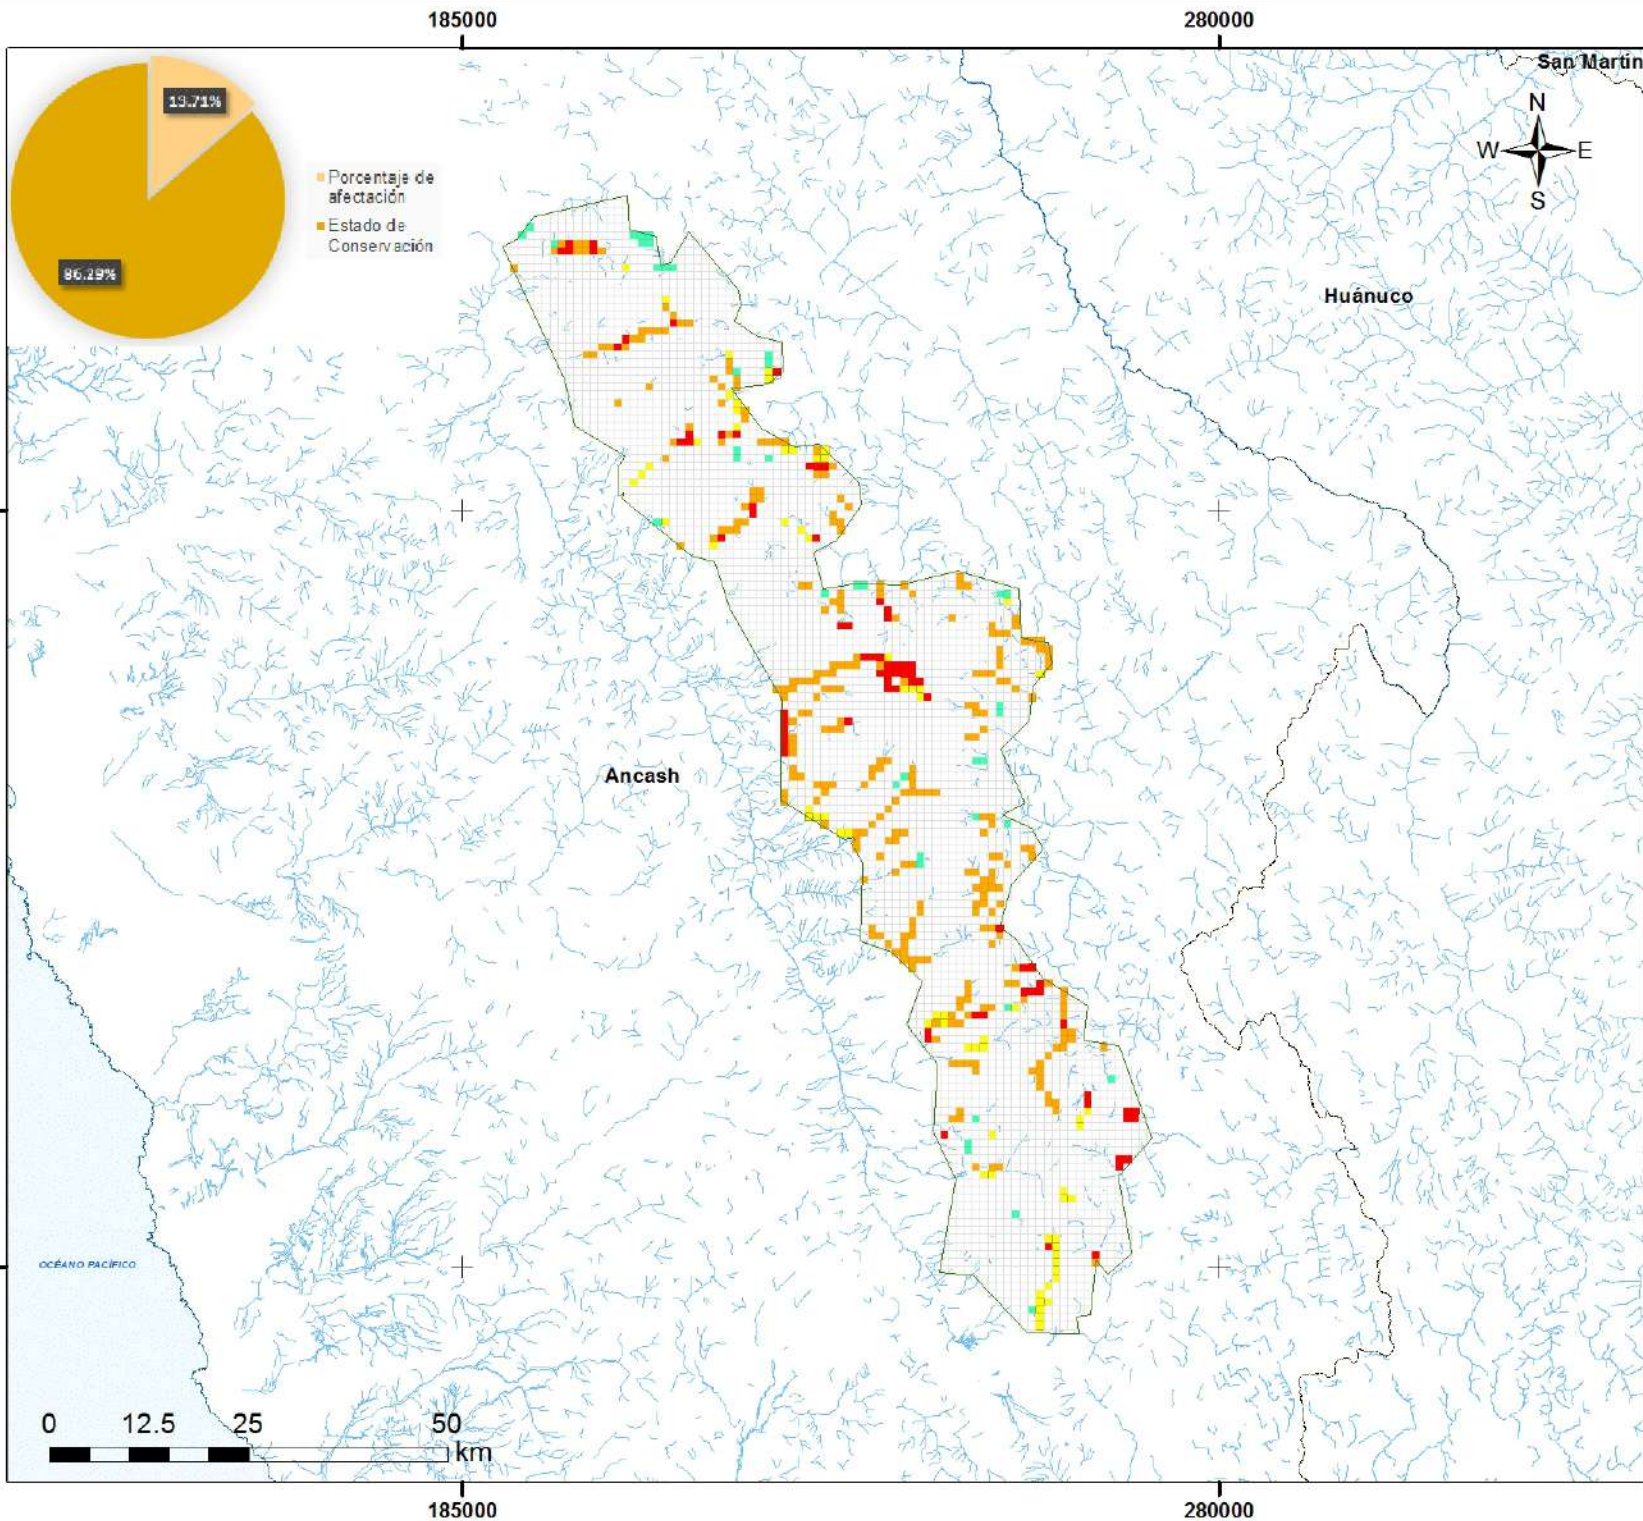 185000
280000
San Martin
13.71%
Porcentaje de
afectación
Estado de
Conservación
86.29%
N
W
E
S
Huánuco
Ancash
OCÉANO PACÍFICO
0
12.5
25
50
km
185000
280000